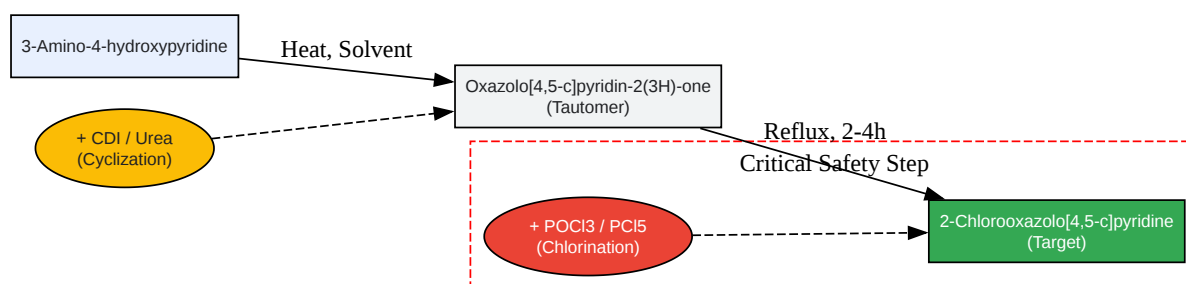 3-Amino-4-hydroxypyridine
Heat, Solvent
Oxazolo[4,5-c]pyridin-2(3H)-one
(Tautomer)
+ CDI / Urea
(Cyclization)
Reflux, 2-4h
Critical Safety Step
+ POCl3 / PCl5
(Chlorination)
2-Chlorooxazolo[4,5-c]pyridine
(Target)